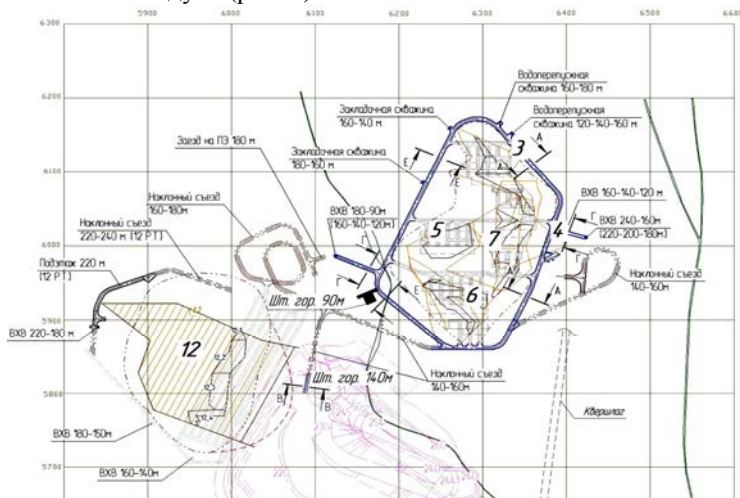 5900
6000
6100
6200
6300
6400
6500
6600
6300
6200
6100
6000
5900
5800
5700
Водоперепускная
скважина 160-180 м
Закладочная скважина
160-140 м
Водоперепускная
скважина 120-140-160 м
Заезд на ПЭ 180 м
Закладочная скважина
180-160 м
Наклонный съезд
160-180м
ВХВ 180-90м
(160-140-120м)
ВХВ 160-140-120 м
Наклонный съезд
220-240 м (12 РТ)
ВХВ 240-160м
(220-200-180м)
Подэтаж 220 м
(12 РТ)
Наклонный съезд
140-160м
Шт. гор. 90м
ВХВ 220-180 м
Шт. гор. 140м
Наклонный съезд
140-160м
Квершлаг
ВХВ 180-160м
ВХВ 160-140м
3
4
5
7
6
12
А
А
А
А
Е
Е
Е
Г
Г
Г
Г
В
В
220